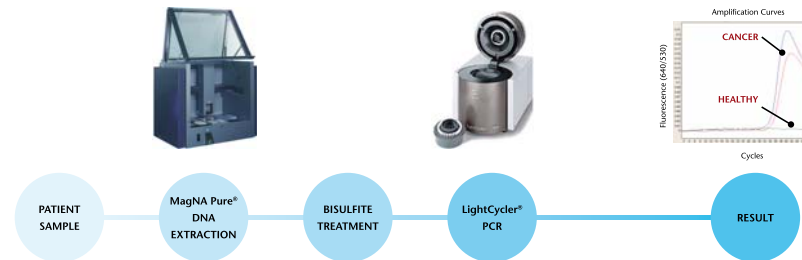 Amplification Curves
CANCER
HEALTHY
Fluorescence (640/530)
Cycles
PATIENT
SAMPLE
MagNA Pure®
DNA
EXTRACTION
BISULFITE
TREATMENT
LightCycler®
PCR
RESULT